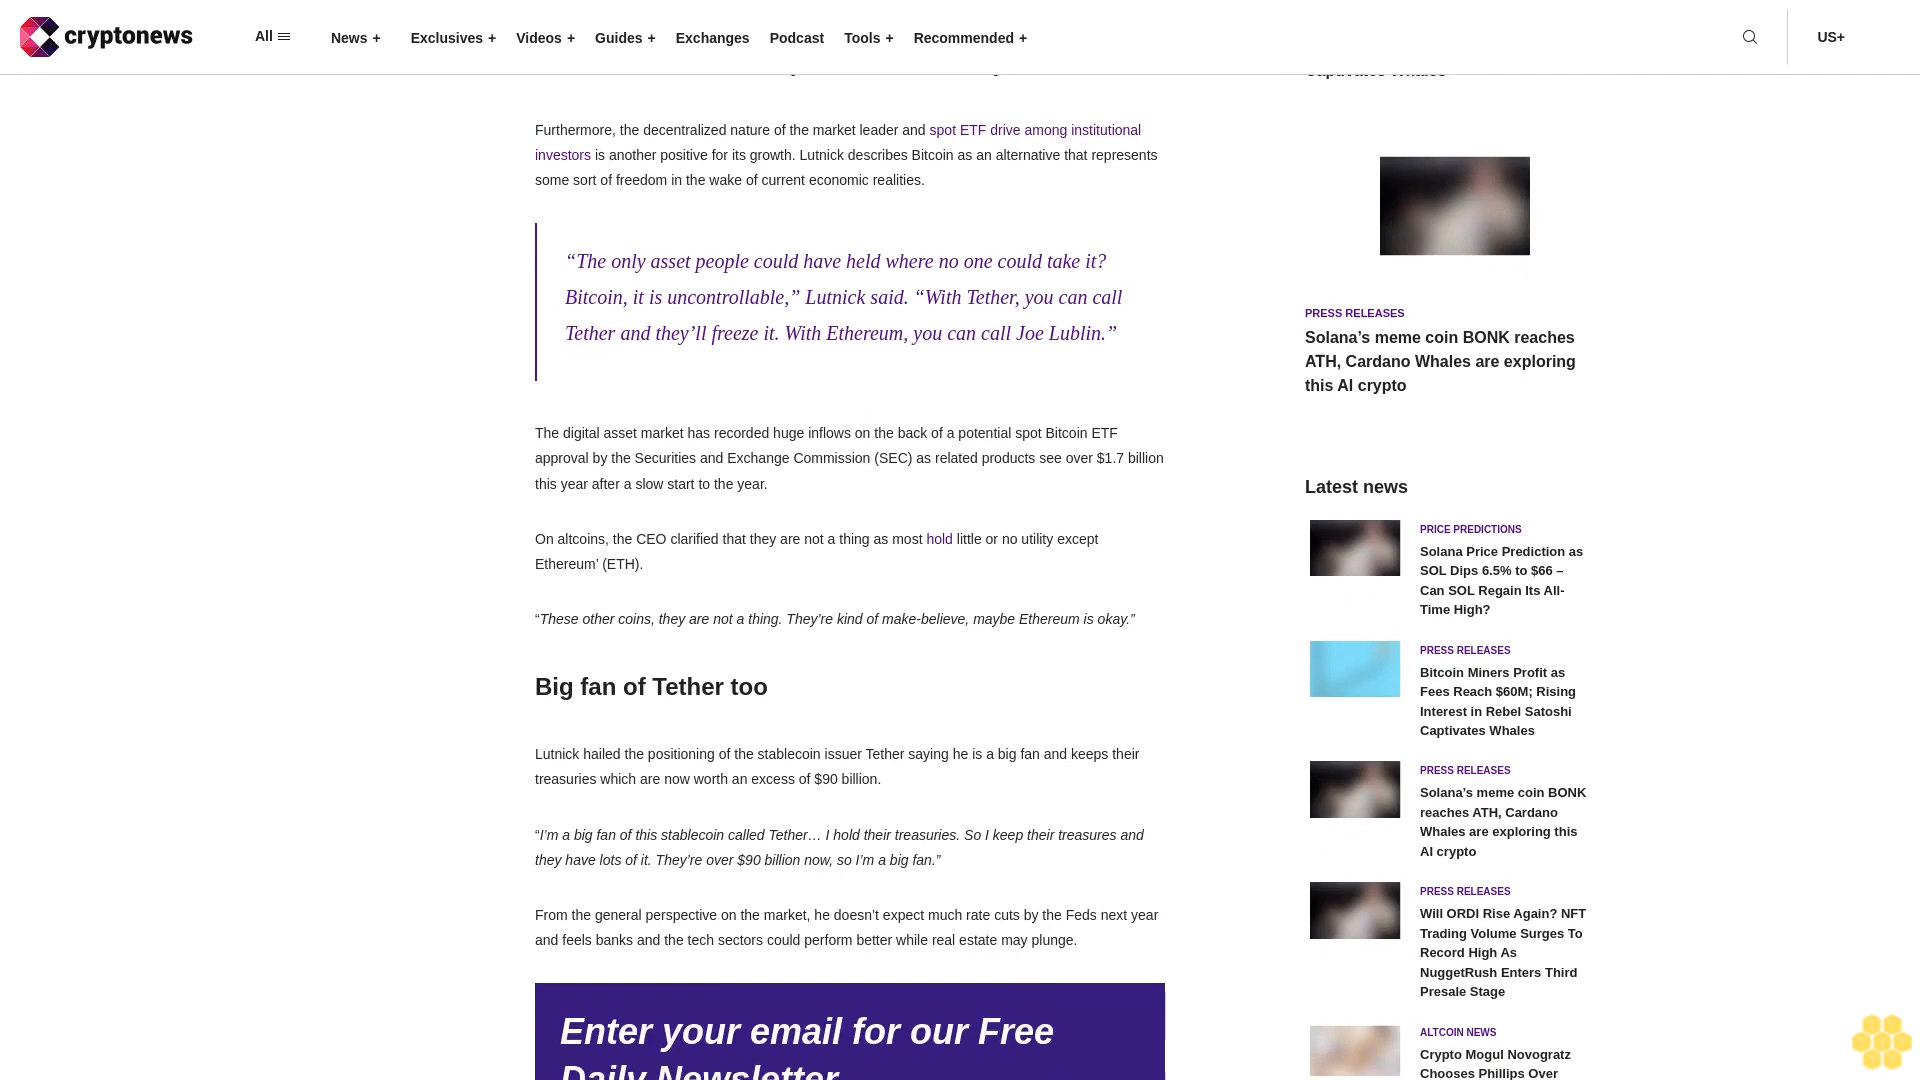 cryptonews
All
News +
Exclusives +
Videos +
Guides +
Exchanges
Podcast
Tools +
Recommended +
US+
Furthermore, the decentralized nature of the market leader and spot ETF drive among institutional
investors is another positive for its growth. Lutnick describes Bitcoin as an alternative that represents
some sort of freedom in the wake of current economic realities.
“The only asset people could have held where no one could take it?
Bitcoin, it is uncontrollable,” Lutnick said. “With Tether, you can call
Tether and they’ll freeze it. With Ethereum, you can call Joe Lublin.”
The digital asset market has recorded huge inflows on the back of a potential spot Bitcoin ETF
approval by the Securities and Exchange Commission (SEC) as related products see over $1.7 billion
this year after a slow start to the year.
On altcoins, the CEO clarified that they are not a thing as most hold little or no utility except
Ethereum’ (ETH).
“These other coins, they are not a thing. They’re kind of make-believe, maybe Ethereum is okay.”
Big fan of Tether too
Lutnick hailed the positioning of the stablecoin issuer Tether saying he is a big fan and keeps their
treasuries which are now worth an excess of $90 billion.
“I’m a big fan of this stablecoin called Tether… I hold their treasuries. So I keep their treasures and
they have lots of it. They’re over $90 billion now, so I’m a big fan.”
From the general perspective on the market, he doesn’t expect much rate cuts by the Feds next year
and feels banks and the tech sectors could perform better while real estate may plunge.
Enter your email for our Free
Daily Newsletter
Captivates Whales
PRESS RELEASES
Solana’s meme coin BONK reaches
ATH, Cardano Whales are exploring
this AI crypto
Latest news
PRICE PREDICTIONS
Solana Price Prediction as
SOL Dips 6.5% to $66 –
Can SOL Regain Its All-
Time High?
PRESS RELEASES
Bitcoin Miners Profit as
Fees Reach $60M; Rising
Interest in Rebel Satoshi
Captivates Whales
PRESS RELEASES
Solana’s meme coin BONK
reaches ATH, Cardano
Whales are exploring this
AI crypto
PRESS RELEASES
Will ORDI Rise Again? NFT
Trading Volume Surges To
Record High As
NuggetRush Enters Third
Presale Stage
ALTCOIN NEWS
Crypto Mogul Novogratz
Chooses Phillips Over